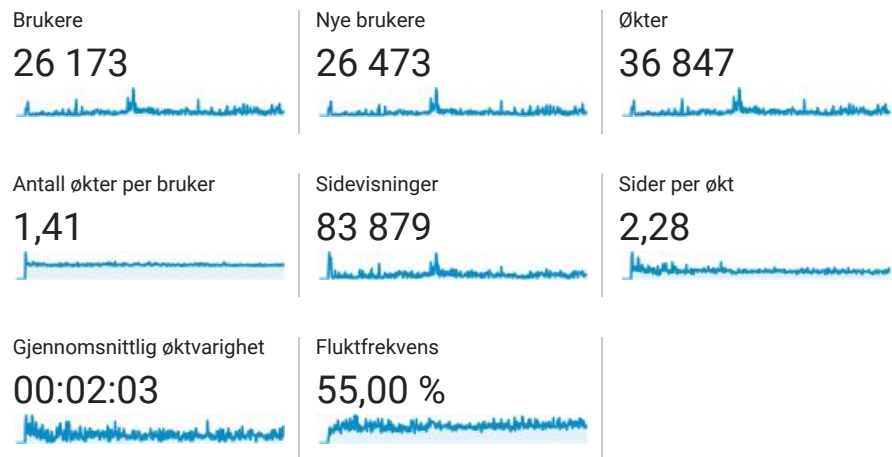 Brukere
26 173
Nye brukere
26 473
Økter
36 847
Antall økter per bruker
1,41
Sidevisninger
83 879
Sider per økt
2,28
Gjennomsnittlig øktvarighet
00:02:03
Fluktfrekvens
55,00 %